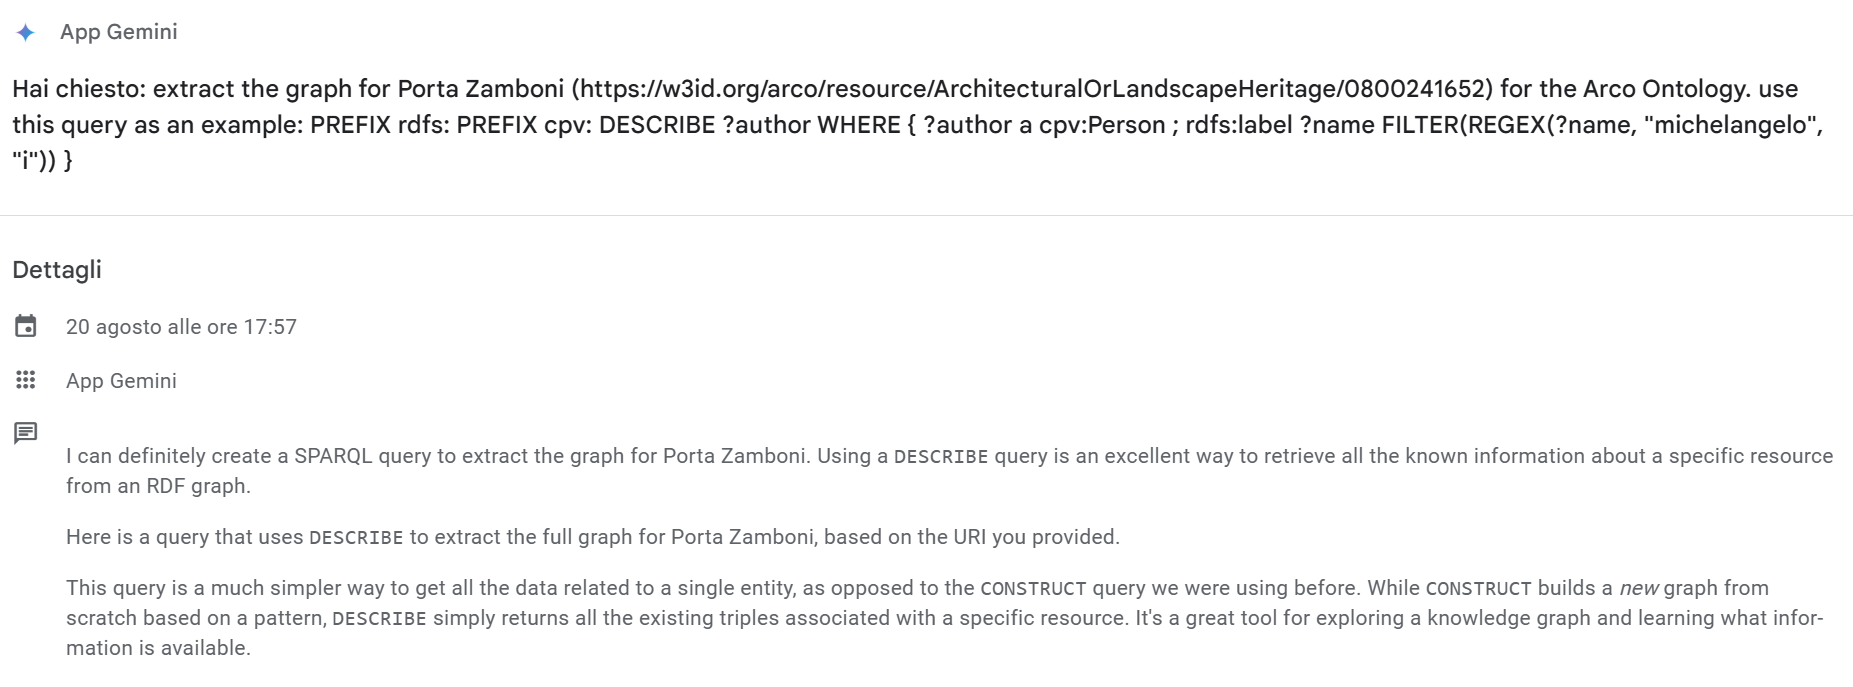 App Gemini
Hai chiesto: extract the graph for Porta Zamboni (https://w3id.org/arco/resource/ArchitecturalOrLandscapeHeritage/0800241652) for the Arco Ontology. use
this query as an example: PREFIX rdfs: PREFIX cpv: DESCRIBE ?author WHERE { ?author a cpv:Person ; rdfs:label ?name FILTER(REGEX(?name, "michelangelo",
"i")) }
Dettagli
20 agosto alle ore 17:57
App Gemini
I can definitely create a SPARQL query to extract the graph for Porta Zamboni. Using a DESCRIBE query is an excellent way to retrieve all the known information about a specific resource
from an RDF graph.
Here is a query that uses DESCRIBE to extract the full graph for Porta Zamboni, based on the URI you provided.
This query is a much simpler way to get all the data related to a single entity, as opposed to the CONSTRUCT query we were using before. While CONSTRUCT builds a new graph from
scratch based on a pattern, DESCRIBE simply returns all the existing triples associated with a specific resource. It's a great tool for exploring a knowledge graph and learning what infor-
mation is available.